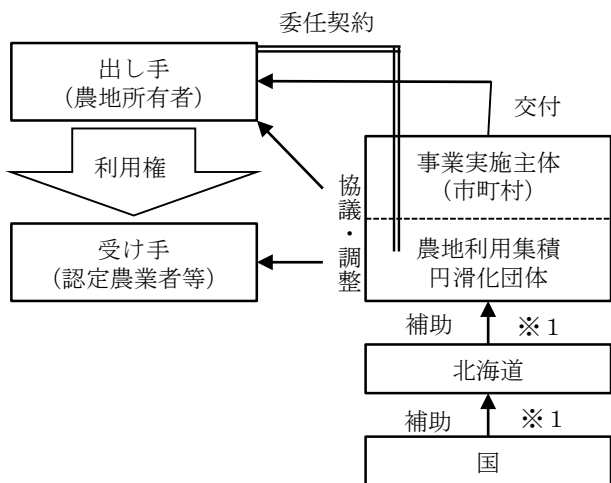 委任契約
出し手
（農地所有者）
交付
利用権
事業実施主体
（市町村）
協議・調整
受け手
（認定農業者等）
農地利用集積
円滑化団体
補助 ※１
北海道
補助 ※１
国